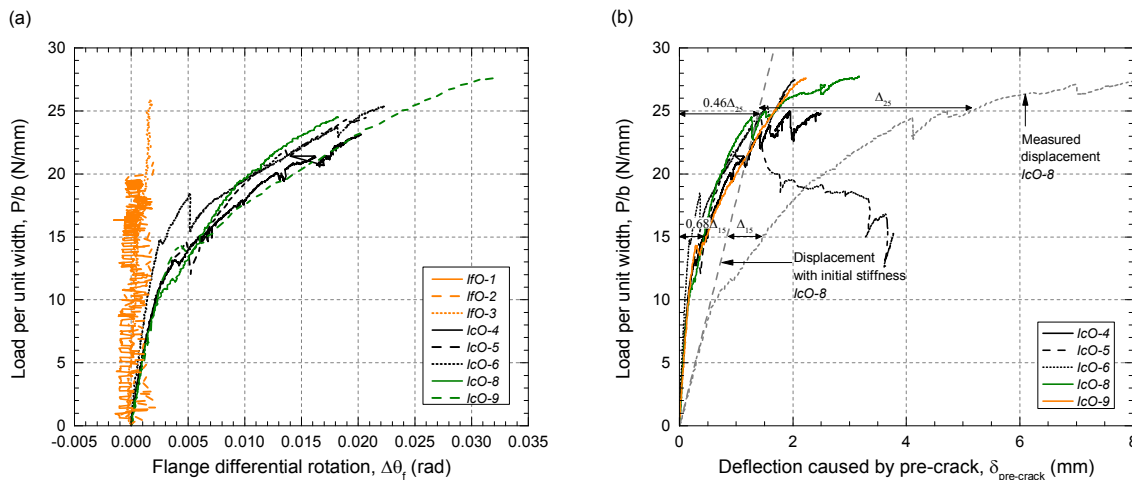 (a)
30
25
20
15
10
5
0
Load per unit width, P/b (N/mm)
-0.005 0.000 0.005 0.010 0.015 0.020 0.025 0.030 0.035
Flange differential rotation, Δθf (rad)
IfO-1
IfO-2
IfO-3
IcO-4
IcO-5
IcO-6
IcO-8
IcO-9
(b)
30
25
20
15
10
5
0
Load per unit width, P/b (N/mm)
0.46Δ25
Δ25
Measured
displacement
IcO-8
0.68Δ15
Δ15
Displacement
with initial stiffness
IcO-8
IcO-4
IcO-5
IcO-6
IcO-8
IcO-9
0 2 4 6 8
Deflection caused by pre-crack, δpre-crack (mm)